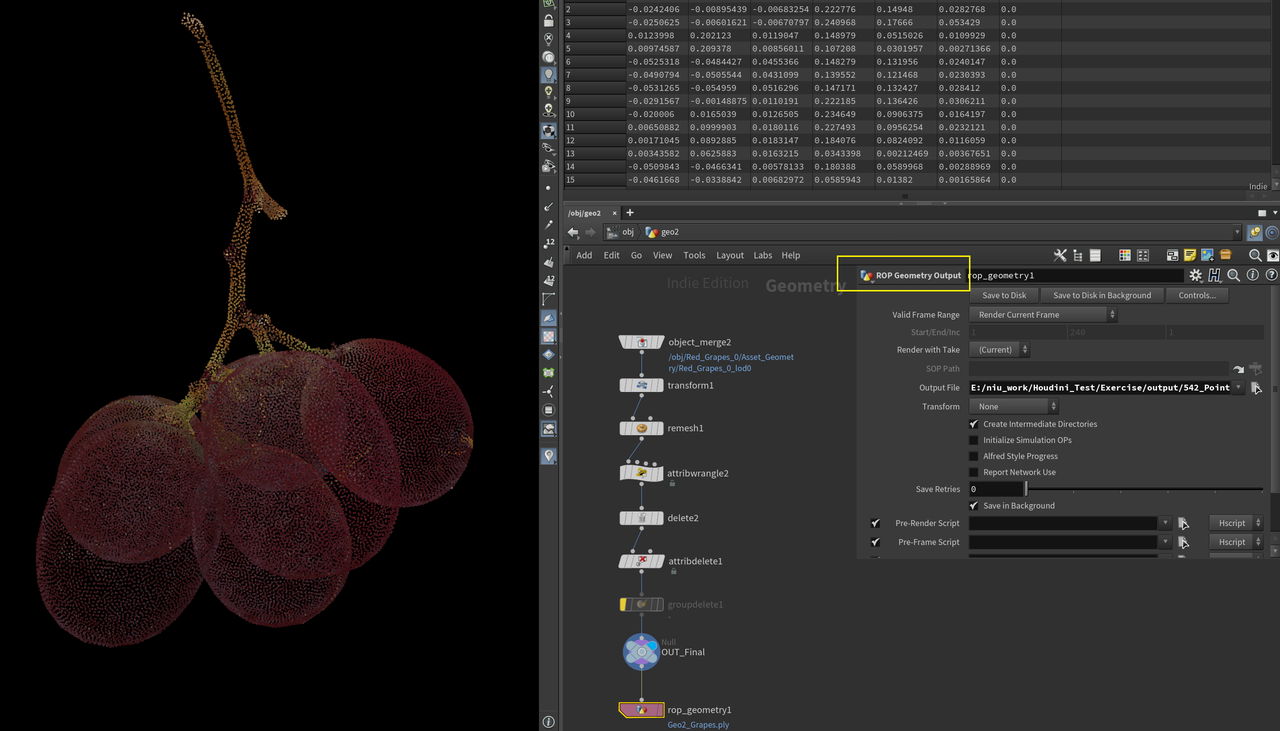 2 -0.0242406 -0.00895439 -0.00683254 0.222776 0.14948 0.0282768 0.0
3 -0.0250625 -0.00601621 -0.00670797 0.240968 0.17666 0.053429 0.0
4 0.0123998 0.202123 0.0119047 0.148979 0.0515026 0.0109929 0.0
5 0.00974587 0.209378 0.00856011 0.107208 0.0301957 0.00271366 0.0
6 -0.0525318 -0.0484427 0.0455366 0.148279 0.131956 0.0240147 0.0
7 -0.0490794 -0.0505544 0.0431099 0.139552 0.121468 0.0230393 0.0
8 -0.0531265 -0.054959 0.0516296 0.147171 0.132427 0.028412 0.0
9 -0.0291567 -0.00148875 0.0110191 0.222185 0.136426 0.0306211 0.0
10 -0.020006 0.0165039 0.0126505 0.234649 0.0906375 0.0164197 0.0
11 0.00650882 0.0999903 0.0180116 0.227493 0.0956254 0.0232121 0.0
12 0.00171045 0.0892885 0.0183147 0.184076 0.0824092 0.0116059 0.0
13 0.00343582 0.0625883 0.0163215 0.0343398 0.00212469 0.00367651 0.0
14 -0.0509843 -0.0466341 0.00578133 0.180388 0.0589968 0.00288969 0.0
15 -0.0461668 -0.0338842 0.00682972 0.0585943 0.01382 0.00165864 0.0
Indie
/obj/geo2 × +
obj geo2
Add Edit Go View Tools Layout Labs Help
Indie Edition Geometry
ROP Geometry Output rop_geometry1
Save to Disk Save to Disk in Background Controls...
Valid Frame Range Render Current Frame
Start/End/Inc 1 240 1
Render with Take (Current)
SOP Path
Output File E:/niu_work/Houdini_Test/Exercise/output/542_Point
Transform None
Create Intermediate Directories
Initialize Simulation OPs
Alfred Style Progress
Report Network Use
Save Retries 0
Save in Background
Pre-Render Script Hscript
Pre-Frame Script Hscript
object_merge2
/obj/Red_Grapes_0/Asset_Geomet
ry/Red_Grapes_0_lod0
transform1
remesh1
attribwrangle2
delete2
attribdelete1
groupdelete1
Null
OUT_Final
rop_geometry1
Geo2_Grapes.ply
12
12